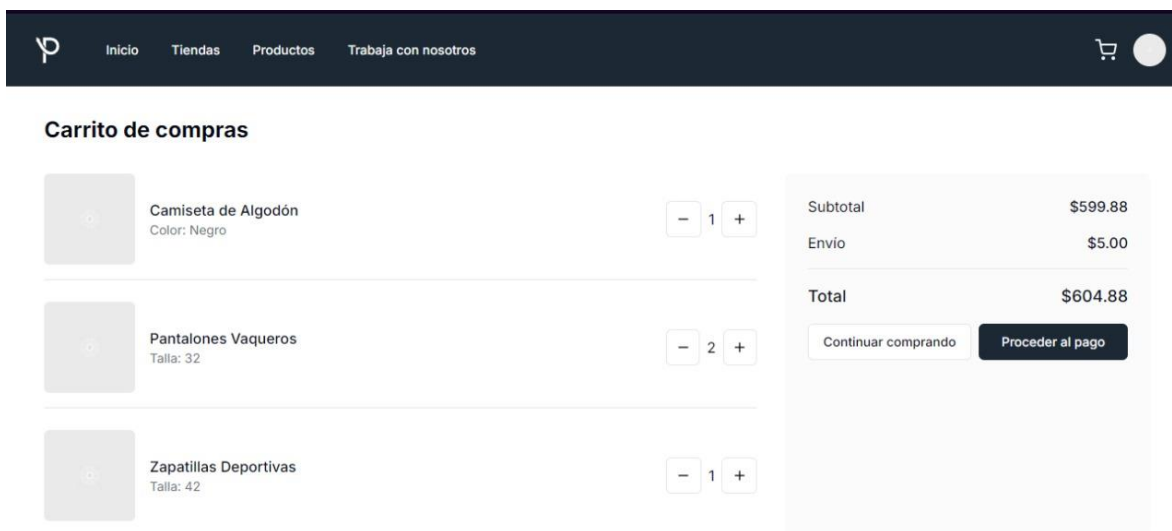 Inicio Tiendas Productos Trabaja con nosotros
Carrito de compras
Camiseta de Algodón
Color: Negro
− 1 +
Pantalones Vaqueros
Talla: 32
− 2 +
Zapatillas Deportivas
Talla: 42
− 1 +
Subtotal $599.88
Envío $5.00
Total $604.88
Continuar comprando Proceder al pago